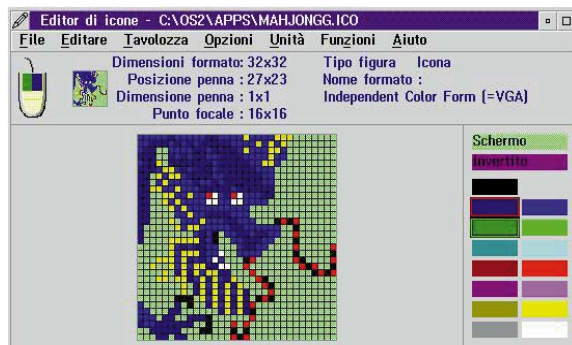 Editor di icone - C:\OS2\APPS\MAHJONGG.ICO
File Editare Tavolozza Opzioni Unità Funzioni Aiuto
Dimensioni formato: 32x32 Tipo figura Icona
Posizione penna : 27x23 Nome formato :
Dimensione penna : 1x1 Independent Color Form (=VGA)
Punto focale : 16x16
Schermo
Invertito